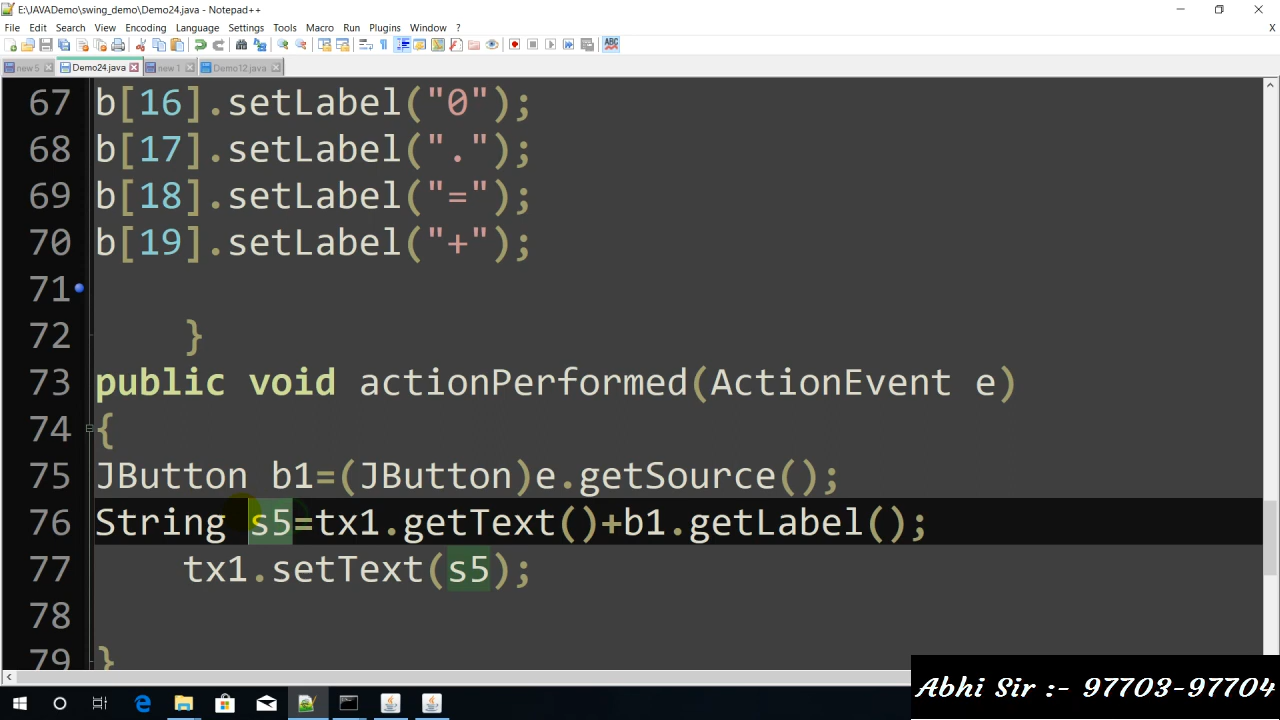 E:\JAVADemo\swing_demo\Demo24.java - Notepad++
File Edit Search View Encoding Language Settings Tools Macro Run Plugins Window ?
X
new 5 Demo24.java new 1 Demo12.java
67 b[16].setLabel("0");
68 b[17].setLabel(".");
69 b[18].setLabel("=");
70 b[19].setLabel("+");
71
72 }
73 public void actionPerformed(ActionEvent e)
74 {
75 JButton b1=(JButton)e.getSource();
76 String s5=tx1.getText()+b1.getLabel();
77 tx1.setText(s5);
78
79 }
Abhi Sir :- 97703-97704